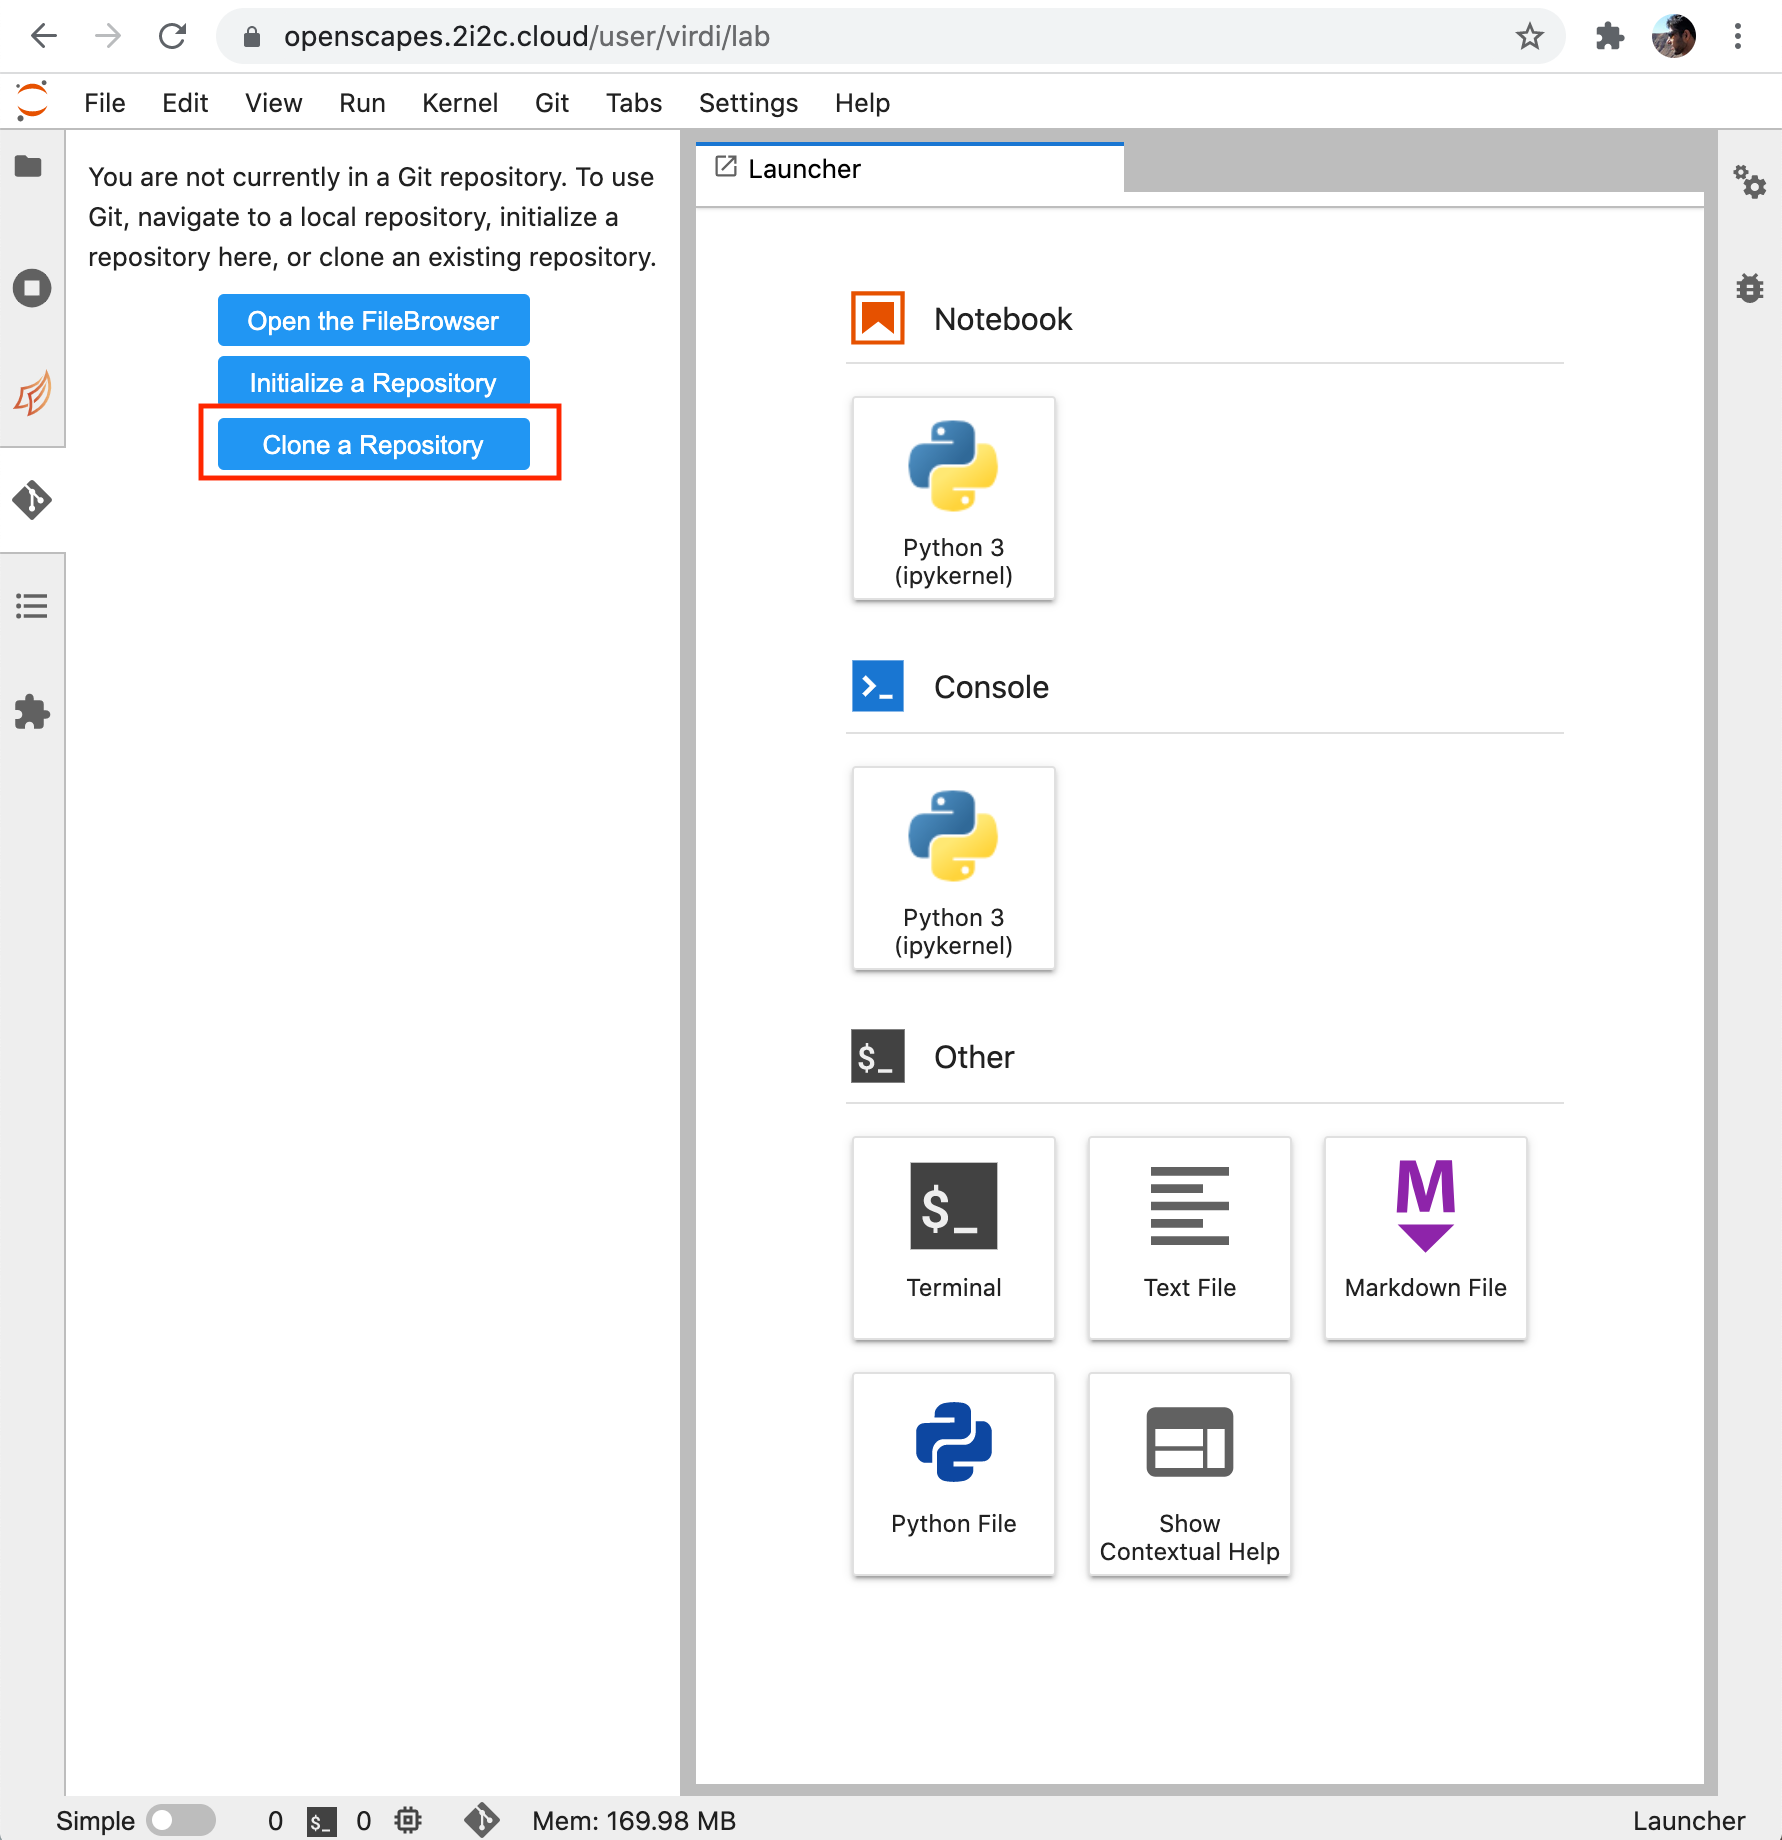 openscapes.2i2c.cloud/user/virdi/lab
File Edit View Run Kernel Git Tabs Settings Help
You are not currently in a Git repository. To use
Git, navigate to a local repository, initialize a
repository here, or clone an existing repository.
Open the FileBrowser
Initialize a Repository
Clone a Repository
Launcher
Notebook
Python 3
(ipykernel)
>_ Console
Python 3
(ipykernel)
$_ Other
$_
Terminal
Text File
M
Markdown File
Python File
Show
Contextual Help
Simple 0 $_ 0 Mem: 169.98 MB Launcher